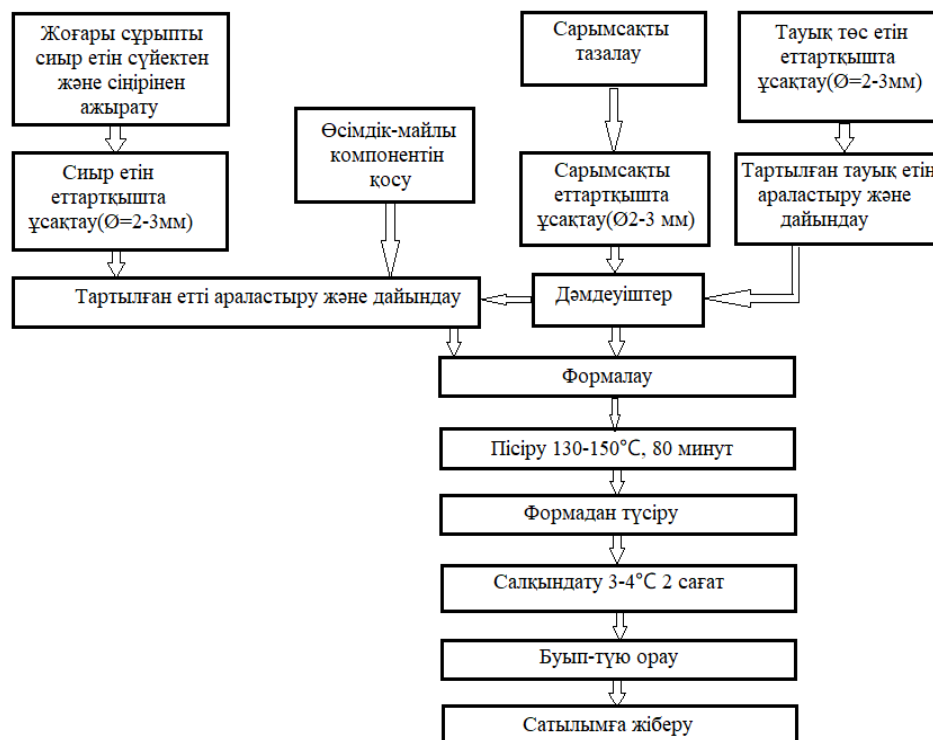 Жоғары сұрыпты
сиыр етін сүйектен
және сіңірінен
ажырату
Сарымсақты
тазалау
Тауық төс етін
еттартқышта
ұсақтау(Ø=2-3мм)
Өсімдік-майлы
компонентін
қосу
Сиыр етін
еттартқышта
ұсақтау(Ø=2-3мм)
Сарымсақты
еттартқышта
ұсақтау(Ø2-3 мм)
Тартылған тауық етін
араластыру және
дайындау
Тартылған етті араластыру және дайындау
Дәмдеуіштер
Формалау
Пісіру 130-150°C, 80 минут
Формадан түсіру
Салқындату 3-4°C 2 сағат
Буып-түю орау
Сатылымға жіберу